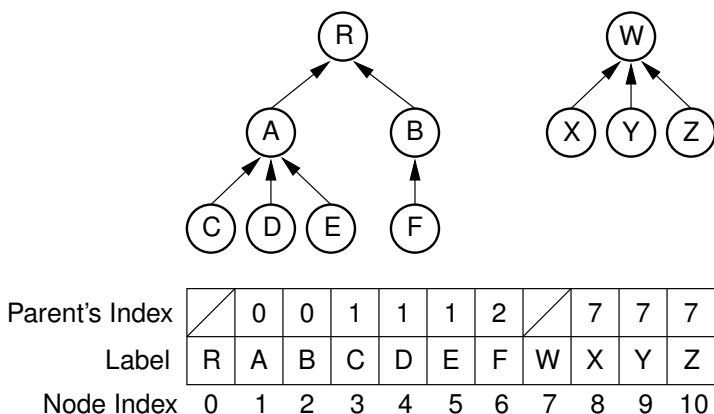 R W
A B X Y Z
C D E F
Parent's Index 0 0 1 1 1 2 7 7 7
Label R A B C D E F W X Y Z
Node Index 0 1 2 3 4 5 6 7 8 9 10